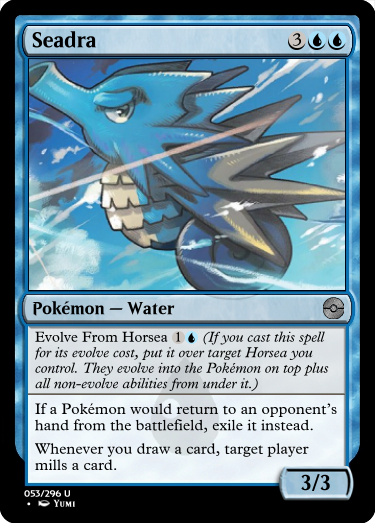 Seadra 3
Pokémon — Water
Evolve From Horsea 1 (If you cast this spell
for its evolve cost, put it over target Horsea you
control. They evolve into the Pokémon on top plus
all non-evolve abilities from under it.)
If a Pokémon would return to an opponent's
hand from the battlefield, exile it instead.
Whenever you draw a card, target player
mills a card.
3/3
053/296 U
• Yumi